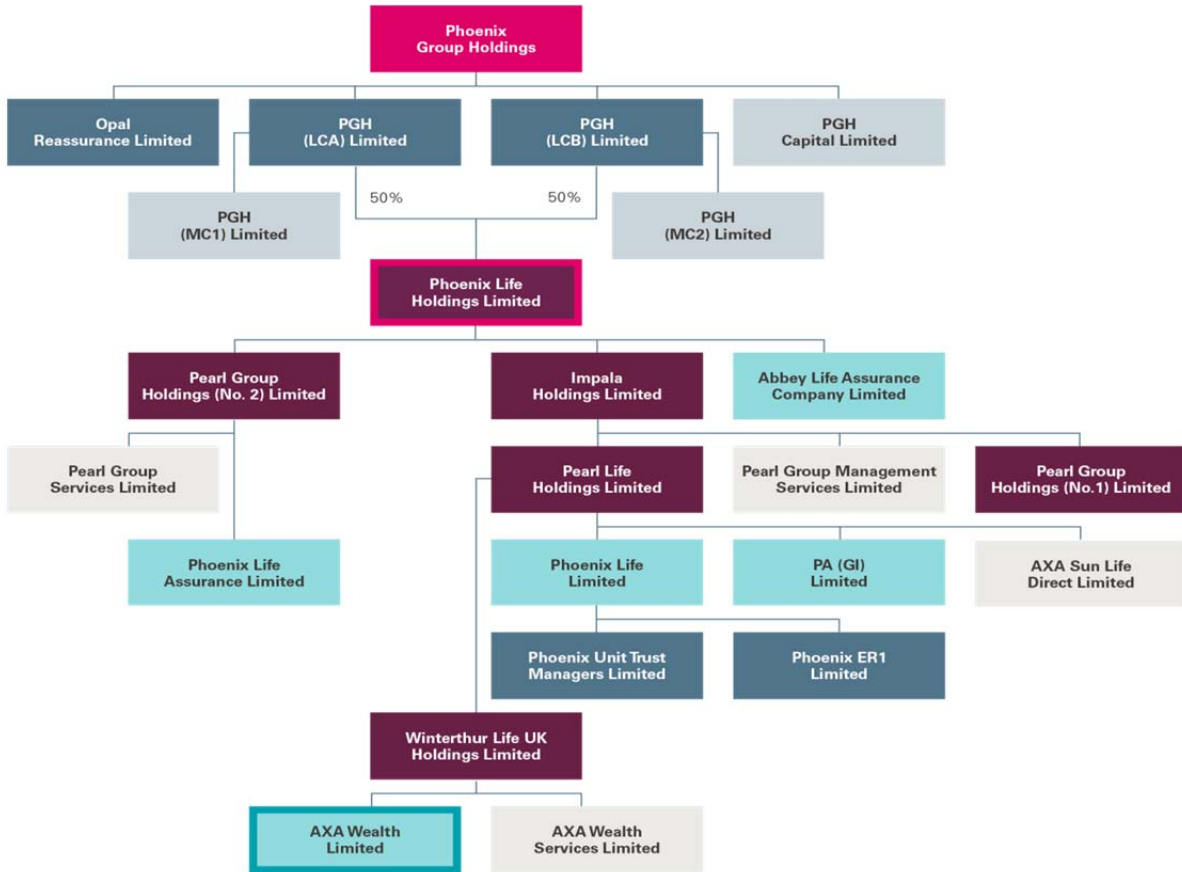 Phoenix
Group Holdings
Opal
Reassurance Limited
PGH
(LCA) Limited
PGH
(LCB) Limited
PGH
Capital Limited
50%
50%
PGH
(MC1) Limited
PGH
(MC2) Limited
Phoenix Life
Holdings Limited
Pearl Group
Holdings (No. 2) Limited
Impala
Holdings Limited
Abbey Life Assurance
Company Limited
Pearl Group
Services Limited
Pearl Life
Holdings Limited
Pearl Group Management
Services Limited
Pearl Group
Holdings (No.1) Limited
Phoenix Life
Assurance Limited
Phoenix Life
Limited
PA (GI)
Limited
AXA Sun Life
Direct Limited
Phoenix Unit Trust
Managers Limited
Phoenix ER1
Limited
Winterthur Life UK
Holdings Limited
AXA Wealth
Limited
AXA Wealth
Services Limited